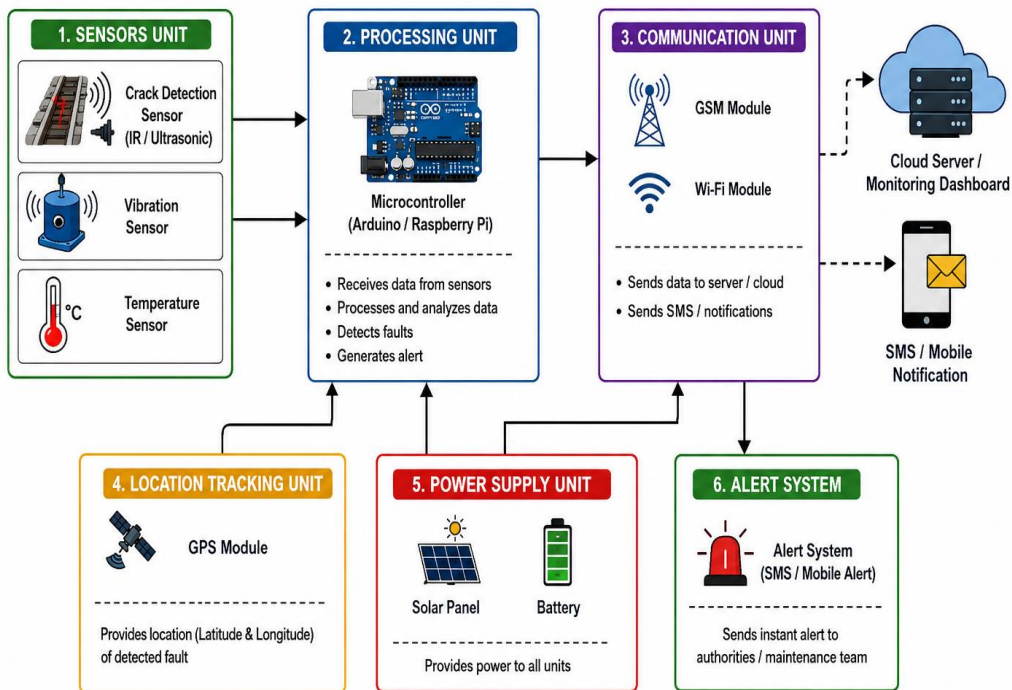 1. SENSORS UNIT
Crack Detection
Sensor
(IR / Ultrasonic)
Vibration
Sensor
°C
Temperature
Sensor
2. PROCESSING UNIT
Microcontroller
(Arduino / Raspberry Pi)
• Receives data from sensors
• Processes and analyzes data
• Detects faults
• Generates alert
3. COMMUNICATION UNIT
GSM Module
Wi-Fi Module
• Sends data to server / cloud
• Sends SMS / notifications
Cloud Server /
Monitoring Dashboard
SMS / Mobile
Notification
4. LOCATION TRACKING UNIT
GPS Module
Provides location (Latitude & Longitude)
of detected fault
5. POWER SUPPLY UNIT
Solar Panel
Battery
Provides power to all units
6. ALERT SYSTEM
Alert System
(SMS / Mobile Alert)
Sends instant alert to
authorities / maintenance team